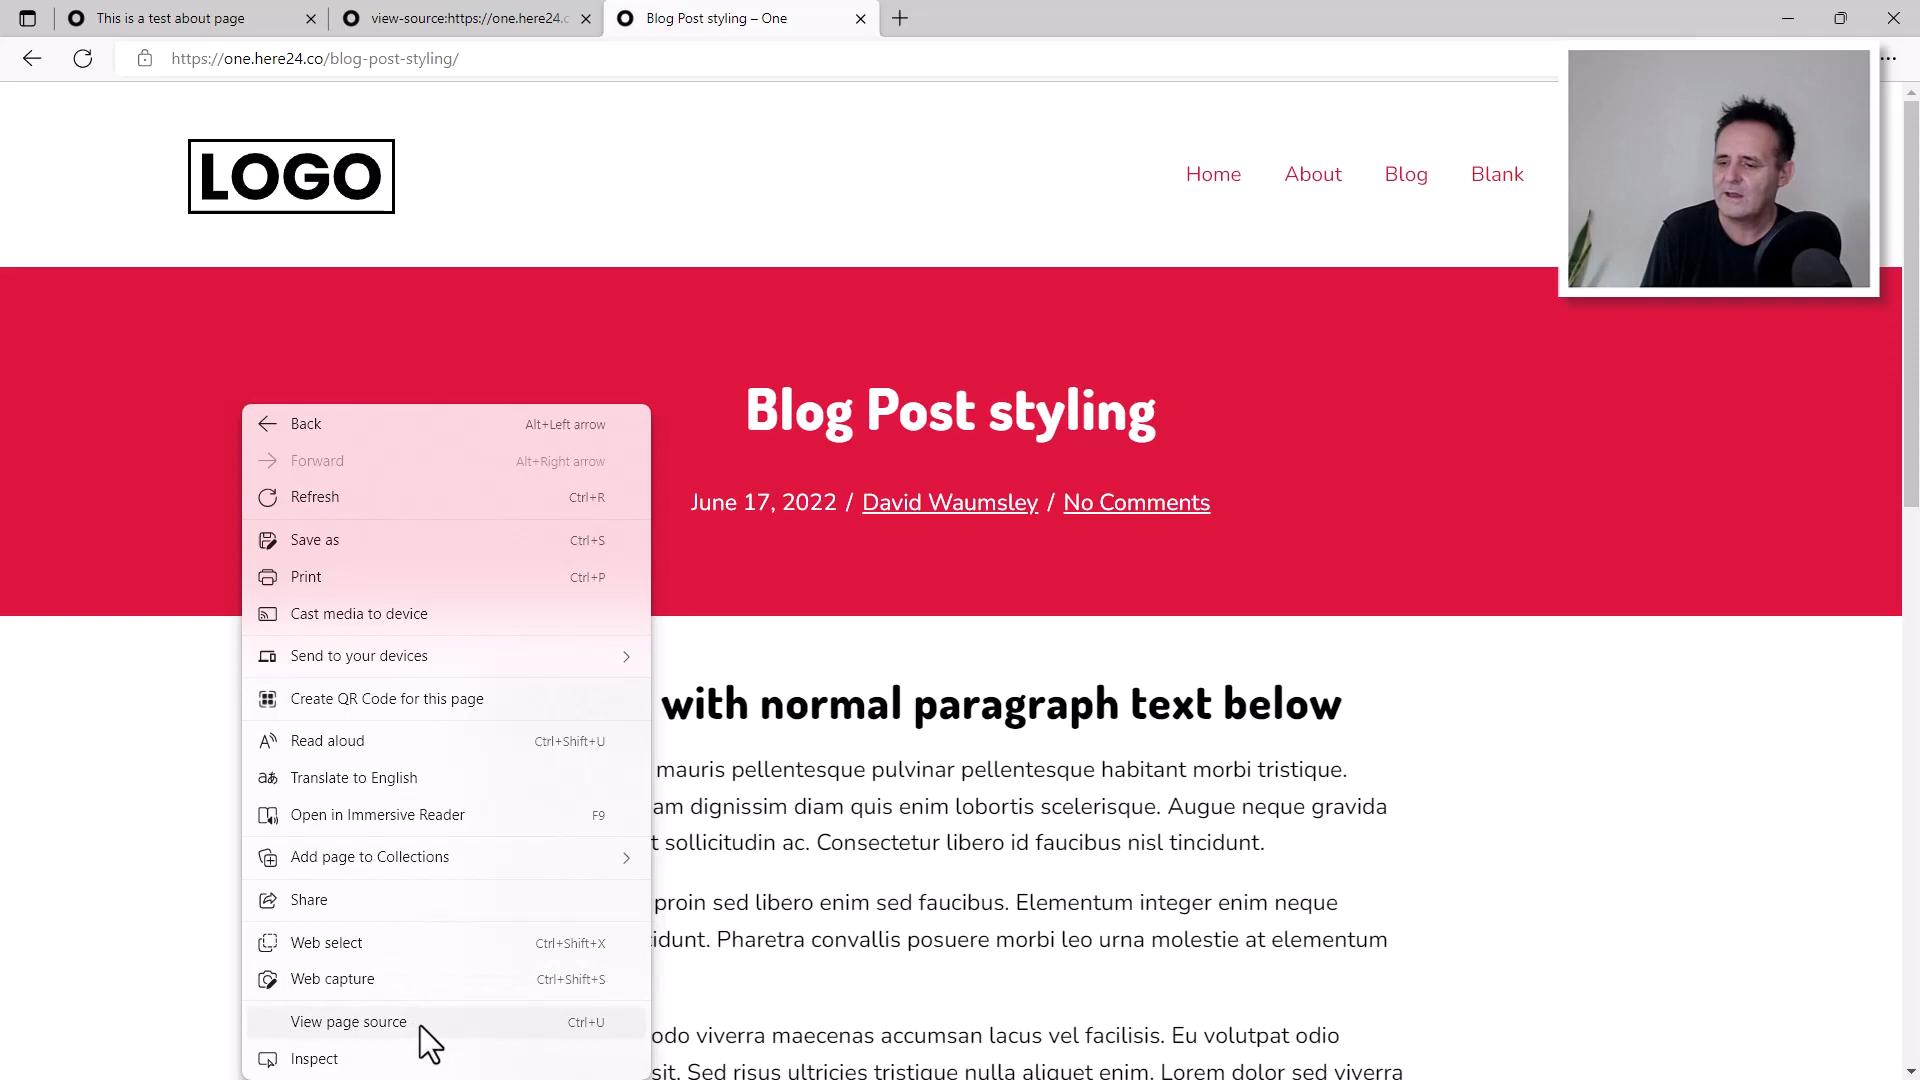 This is a test about page
view-source:https://one.here24.c
Blog Post styling – One
https://one.here24.co/blog-post-styling/
LOGO
Home
About
Blog
Blank
Blog Post styling
June 17, 2022 / David Waumsley / No Comments
Back Alt+Left arrow
Forward Alt+Right arrow
Refresh Ctrl+R
Save as Ctrl+S
Print Ctrl+P
Cast media to device
Send to your devices
Create QR Code for this page
Read aloud Ctrl+Shift+U
Translate to English
Open in Immersive Reader F9
Add page to Collections
Share
Web select Ctrl+Shift+X
Web capture Ctrl+Shift+S
View page source Ctrl+U
Inspect
with normal paragraph text below
mauris pellentesque pulvinar pellentesque habitant morbi tristique.
am dignissim diam quis enim lobortis scelerisque. Augue neque gravida
t sollicitudin ac. Consectetur libero id faucibus nisl tincidunt.
proin sed libero enim sed faucibus. Elementum integer enim neque
idunt. Pharetra convallis posuere morbi leo urna molestie at elementum
odo viverra maecenas accumsan lacus vel facilisis. Eu volutpat odio
sit. Sed risus ultricies tristique nulla aliquet enim. Lorem dolor sed viverra